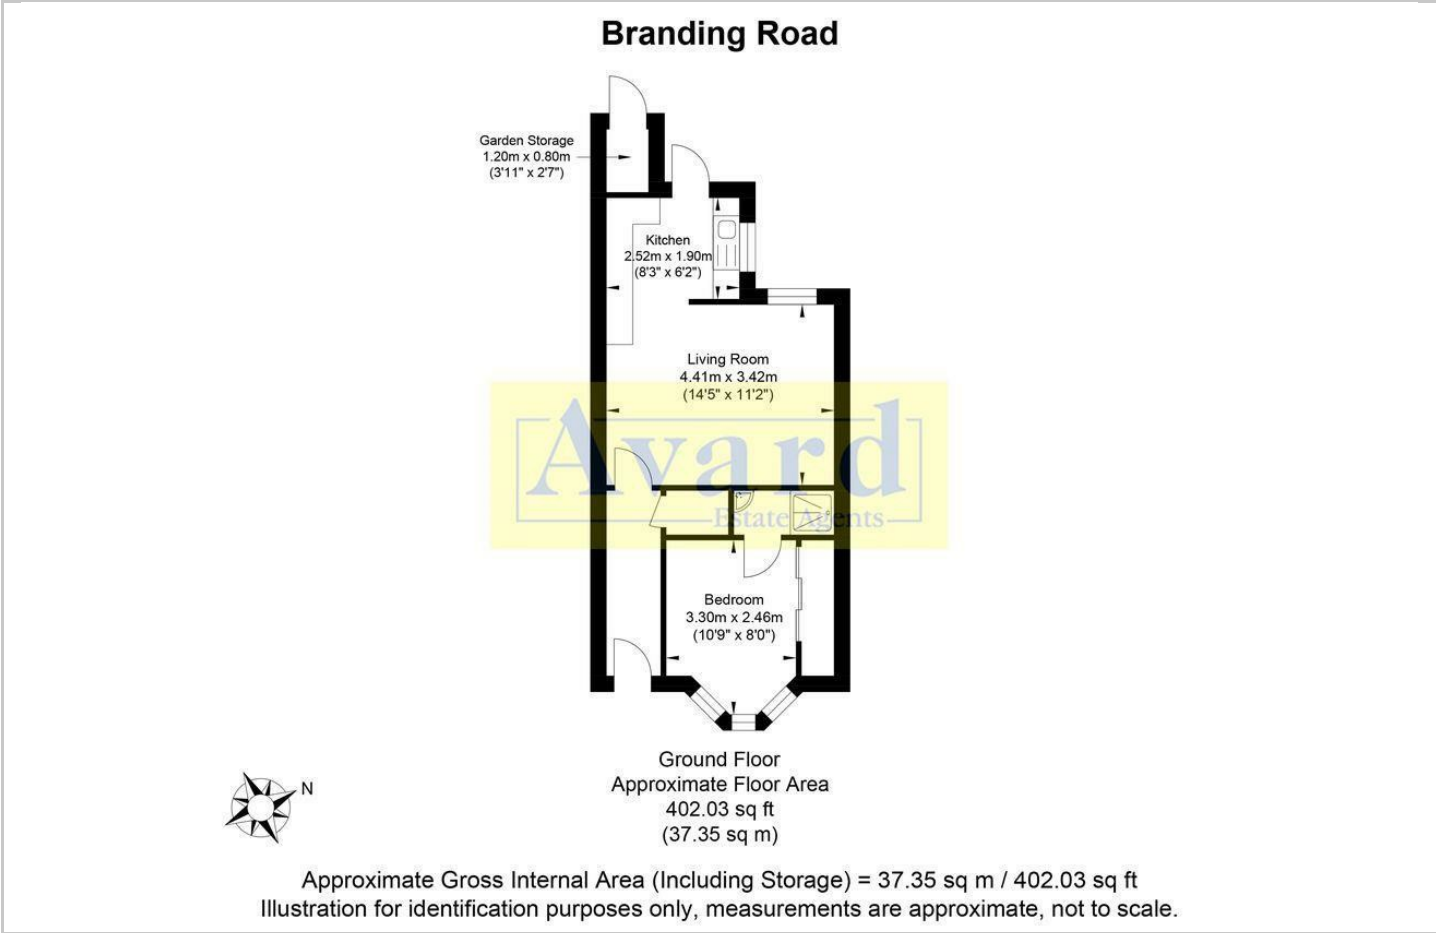 Branding Road
Garden Storage
1.20m x 0.80m
(3'11" x 2'7")
Kitchen
2.52m x 1.90m
(8'3" x 6'2")
Living Room
4.41m x 3.42m
(14'5" x 11'2")
Avard
Estate Agents
Bedroom
3.30m x 2.46m
(10'9" x 8'0")
Ground Floor
Approximate Floor Area
402.03 sq ft
(37.35 sq m)
N
Approximate Gross Internal Area (Including Storage) = 37.35 sq m / 402.03 sq ft
Illustration for identification purposes only, measurements are approximate, not to scale.